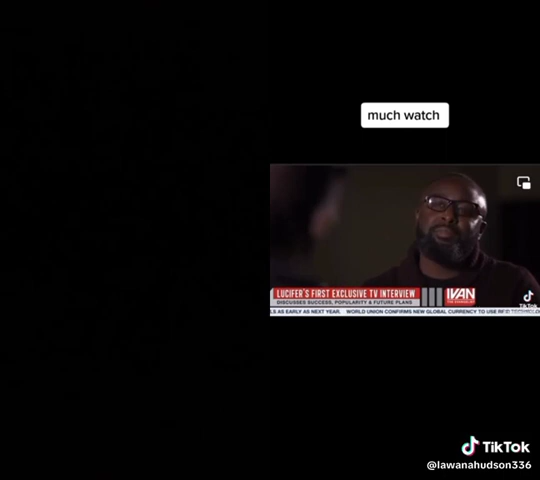 much watch
LUCIFER'S FIRST EXCLUSIVE TV INTERVIEW
DISCUSSES SUCCESS, POPULARITY & FUTURE PLANS
IVAN
TikTok
LS AS EARLY AS NEXT YEAR. WORLD UNION CONFIRMS NEW GLOBAL CURRENCY TO USE RFID
TikTok
@lawanahudson336